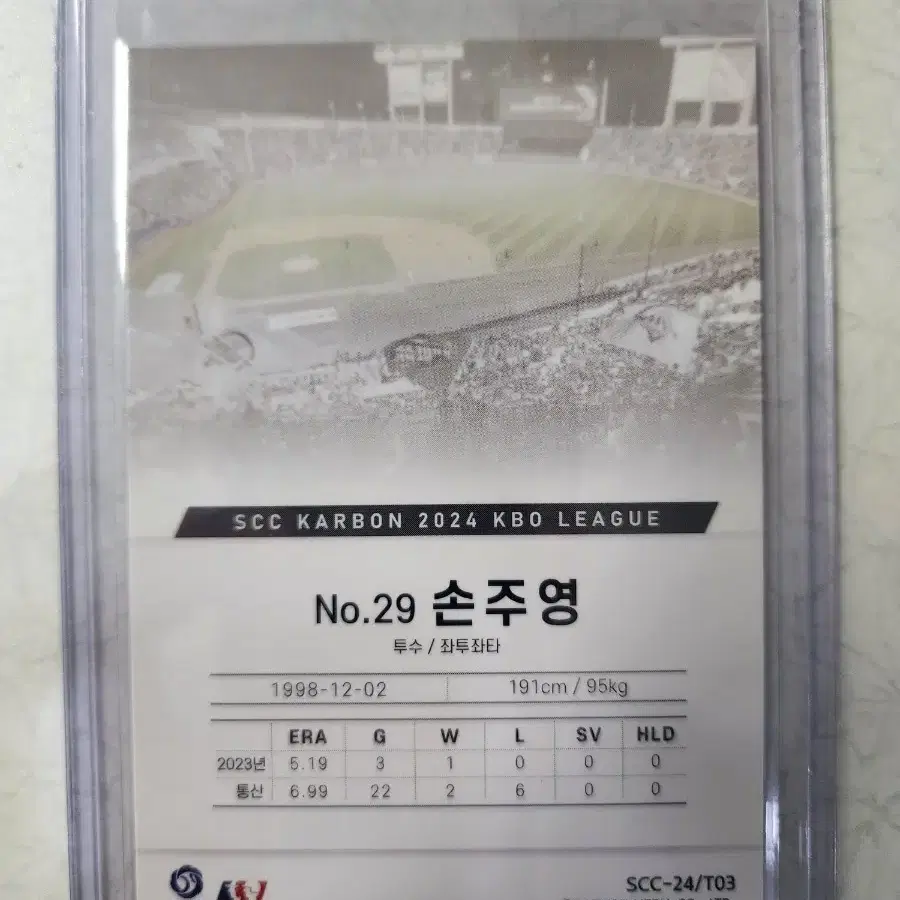 SCC KARBON 2024 KBO LEAGUE
No.29 손주영
투수 / 좌투좌타
1998-12-02 191cm / 95kg
ERA G W L SV HLD
2023년 5.19 3 1 0 0 0
통산 6.99 22 2 6 0 0
SCC-24/T03